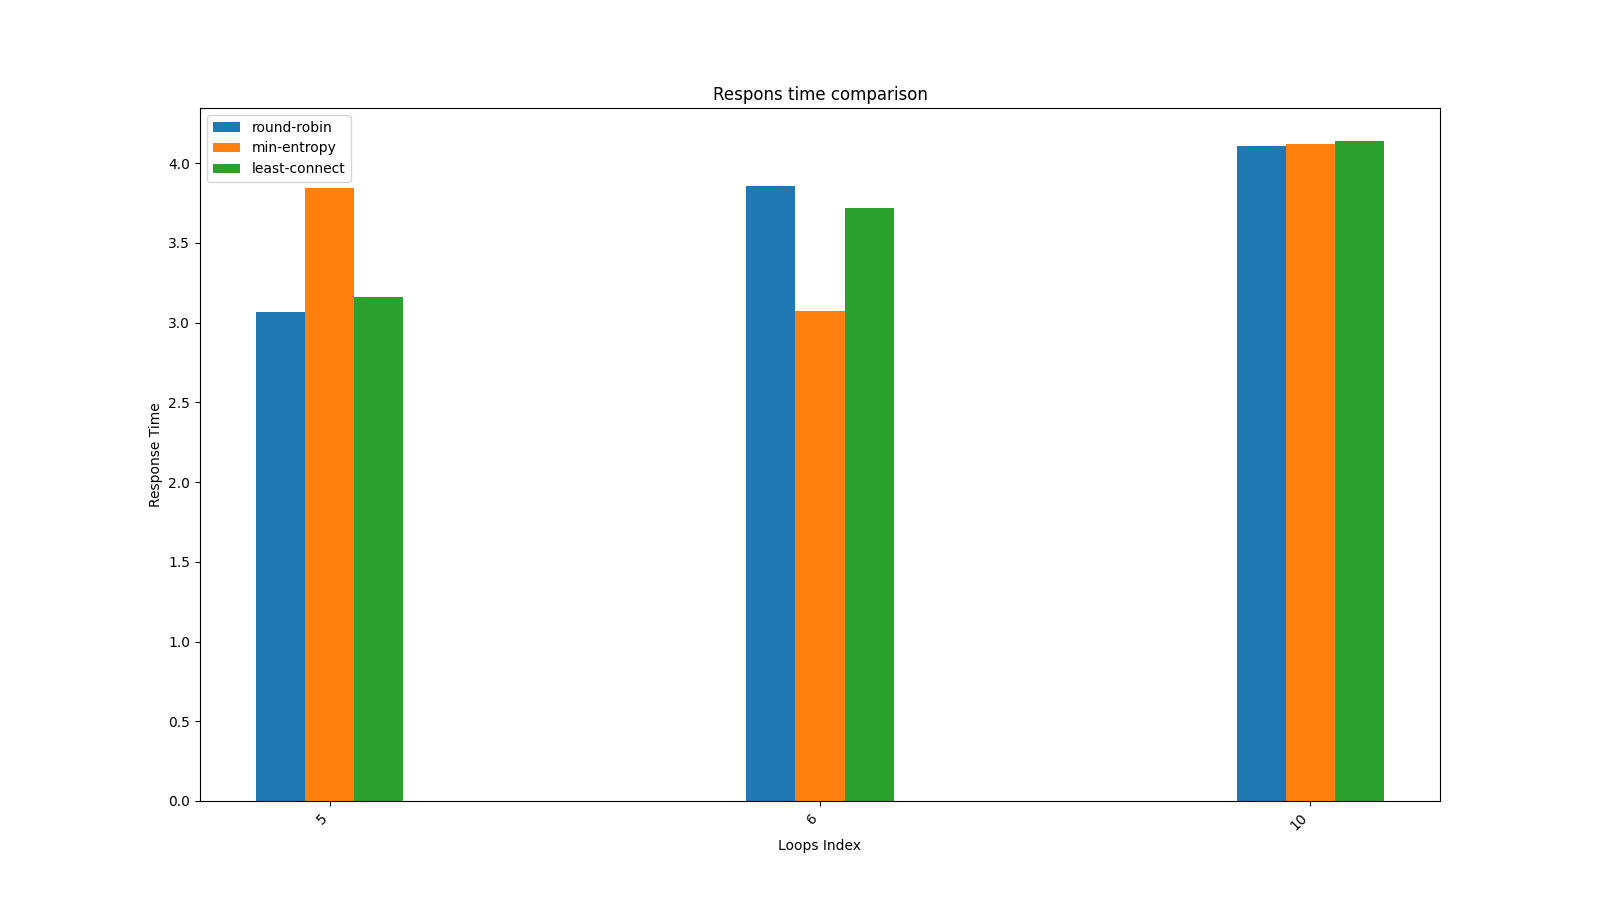 Respons time comparison
round-robin
min-entropy
least-connect
4.0
3.5
3.0
2.5
2.0
1.5
1.0
0.5
0.0
Response Time
5
6
10
Loops Index